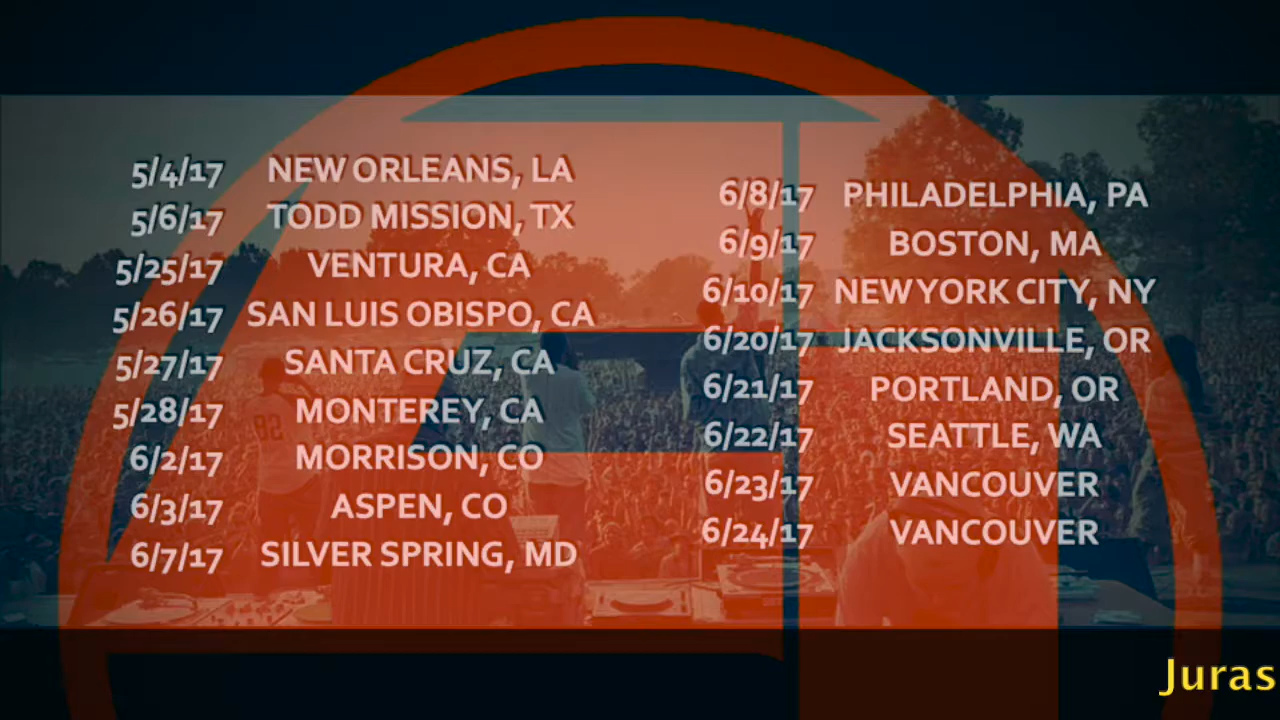 5/4/17 NEW ORLEANS, LA
5/6/17 TODD MISSION, TX
5/25/17 VENTURA, CA
5/26/17 SAN LUIS OBISPO, CA
5/27/17 SANTA CRUZ, CA
5/28/17 MONTEREY, CA
6/2/17 MORRISON, CO
6/3/17 ASPEN, CO
6/7/17 SILVER SPRING, MD
6/8/17 PHILADELPHIA, PA
6/9/17 BOSTON, MA
6/10/17 NEW YORK CITY, NY
6/20/17 JACKSONVILLE, OR
6/21/17 PORTLAND, OR
6/22/17 SEATTLE, WA
6/23/17 VANCOUVER
6/24/17 VANCOUVER
Juras